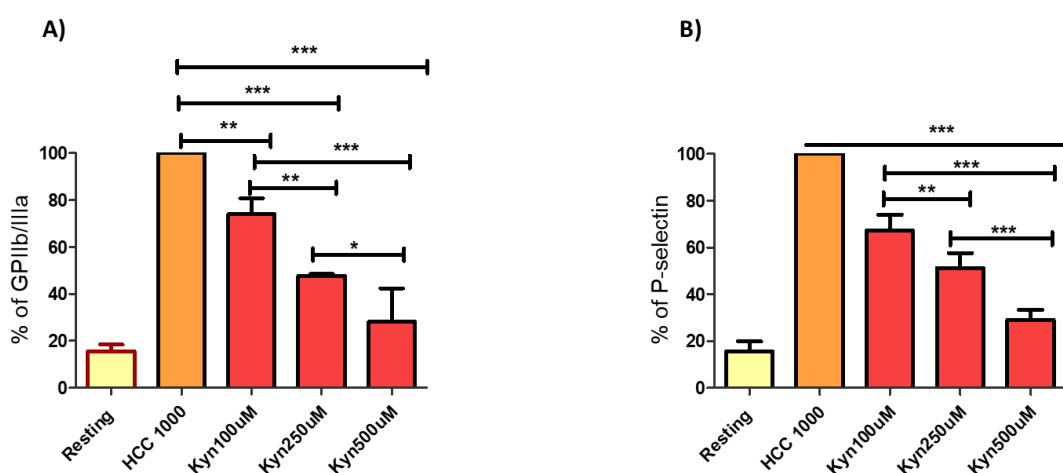 A)
***
***
**
***
**
*
% of GPIIb/IIIa
100
80
60
40
20
0
Resting
HCC 1000
Kyn100uM
Kyn250uM
Kyn500uM
B)
***
***
**
***
% of P-selectin
100
80
60
40
20
0
Resting
HCC 1000
Kyn100uM
Kyn250uM
Kyn500uM